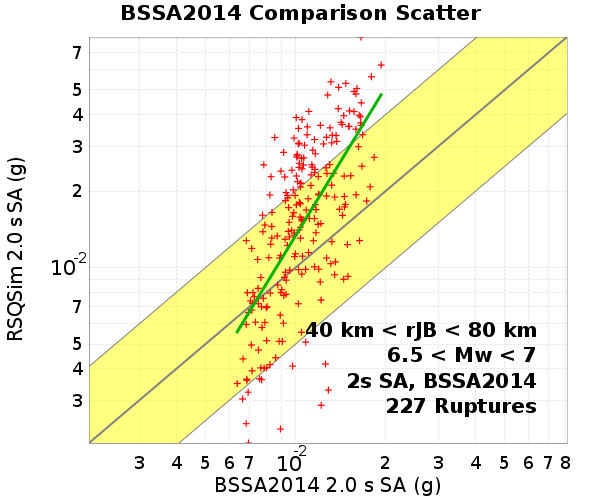 BSSA2014 Comparison Scatter
RSQSim 2.0 s SA (g)
7
5
4
3
2
10-2
7
5
4
3
40 km < rJB < 80 km
6.5 < Mw < 7
2s SA, BSSA2014
227 Ruptures
3 4 5 6 7 10-2 2 3 4 5 6 7 8
BSSA2014 2.0 s SA (g)